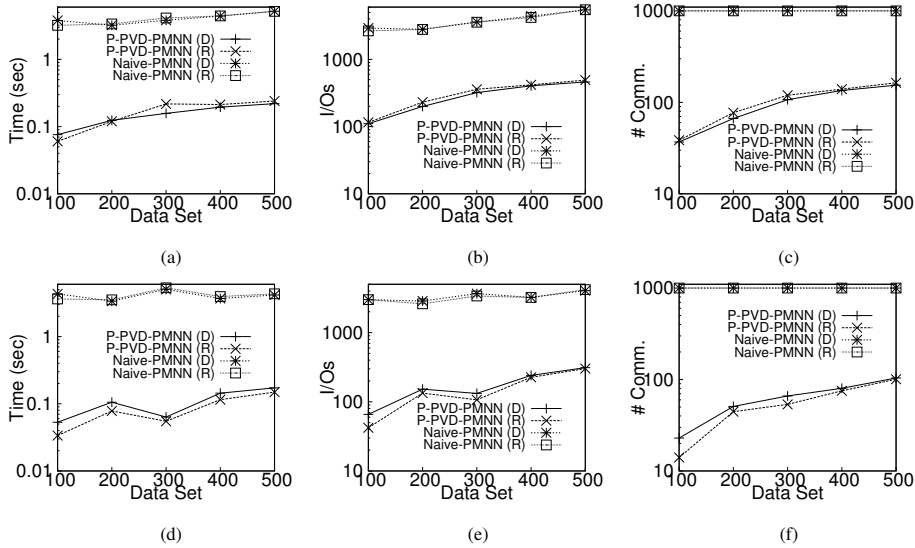 Time (sec)
1
0.1
0.01
100 200 300 400 500
Data Set
P-PVD-PMNN (D)
P-PVD-PMNN (R)
Naive-PMNN (D)
Naive-PMNN (R)
(a)
I/Os
1000
100
10
100 200 300 400 500
Data Set
P-PVD-PMNN (D)
P-PVD-PMNN (R)
Naive-PMNN (D)
Naive-PMNN (R)
(b)
# Comm.
1000
100
10
100 200 300 400 500
Data Set
P-PVD-PMNN (D)
P-PVD-PMNN (R)
Naive-PMNN (D)
Naive-PMNN (R)
(c)
Time (sec)
1
0.1
0.01
100 200 300 400 500
Data Set
P-PVD-PMNN (D)
P-PVD-PMNN (R)
Naive-PMNN (D)
Naive-PMNN (R)
(d)
I/Os
1000
100
10
100 200 300 400 500
Data Set
P-PVD-PMNN (D)
P-PVD-PMNN (R)
Naive-PMNN (D)
Naive-PMNN (R)
(e)
# Comm.
1000
100
10
100 200 300 400 500
Data Set
P-PVD-PMNN (D)
P-PVD-PMNN (R)
Naive-PMNN (D)
Naive-PMNN (R)
(f)